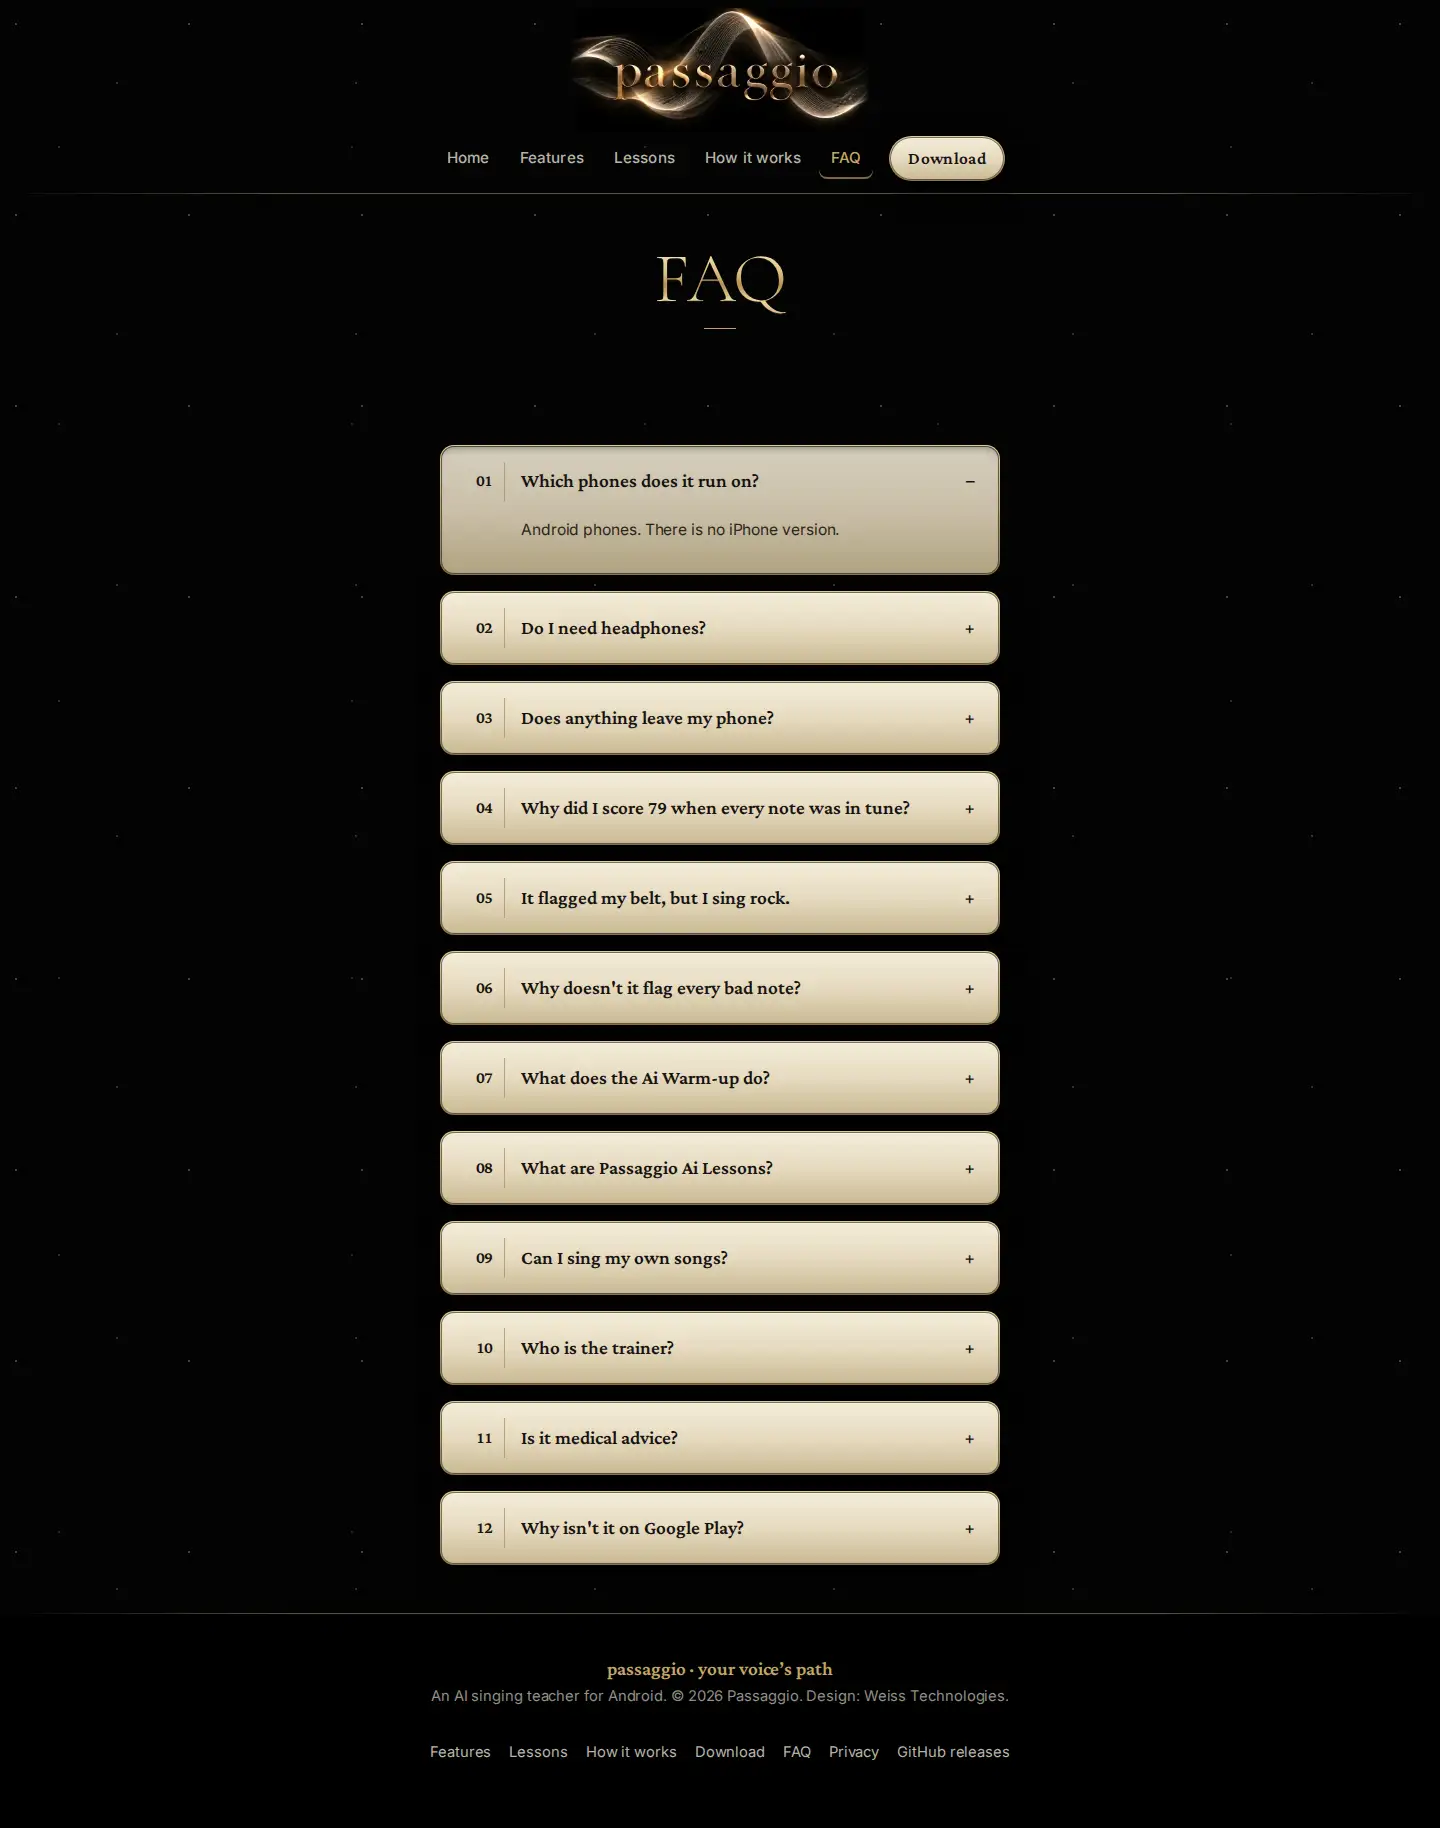 passaggio
Home Features Lessons How it works FAQ Download
FAQ
01 Which phones does it run on? −
Android phones. There is no iPhone version.
02 Do I need headphones? +
03 Does anything leave my phone? +
04 Why did I score 79 when every note was in tune? +
05 It flagged my belt, but I sing rock. +
06 Why doesn't it flag every bad note? +
07 What does the Ai Warm-up do? +
08 What are Passaggio Ai Lessons? +
09 Can I sing my own songs? +
10 Who is the trainer? +
11 Is it medical advice? +
12 Why isn't it on Google Play? +
passaggio · your voice’s path
An AI singing teacher for Android. © 2026 Passaggio. Design: Weiss Technologies.
Features Lessons How it works Download FAQ Privacy GitHub releases